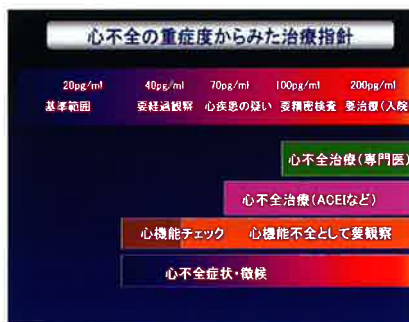 心不全の重症度からみた治療指針
20pg/ml 40pg/ml 70pg/ml 100pg/ml 200pg/ml
基準範囲 要経過観察 心疾患の疑い 要精密検査 要治療(入院
心不全治療(専門医)
心不全治療(ACEIなど)
心機能チェック 心機能不全として要観察
心不全症状・徴候